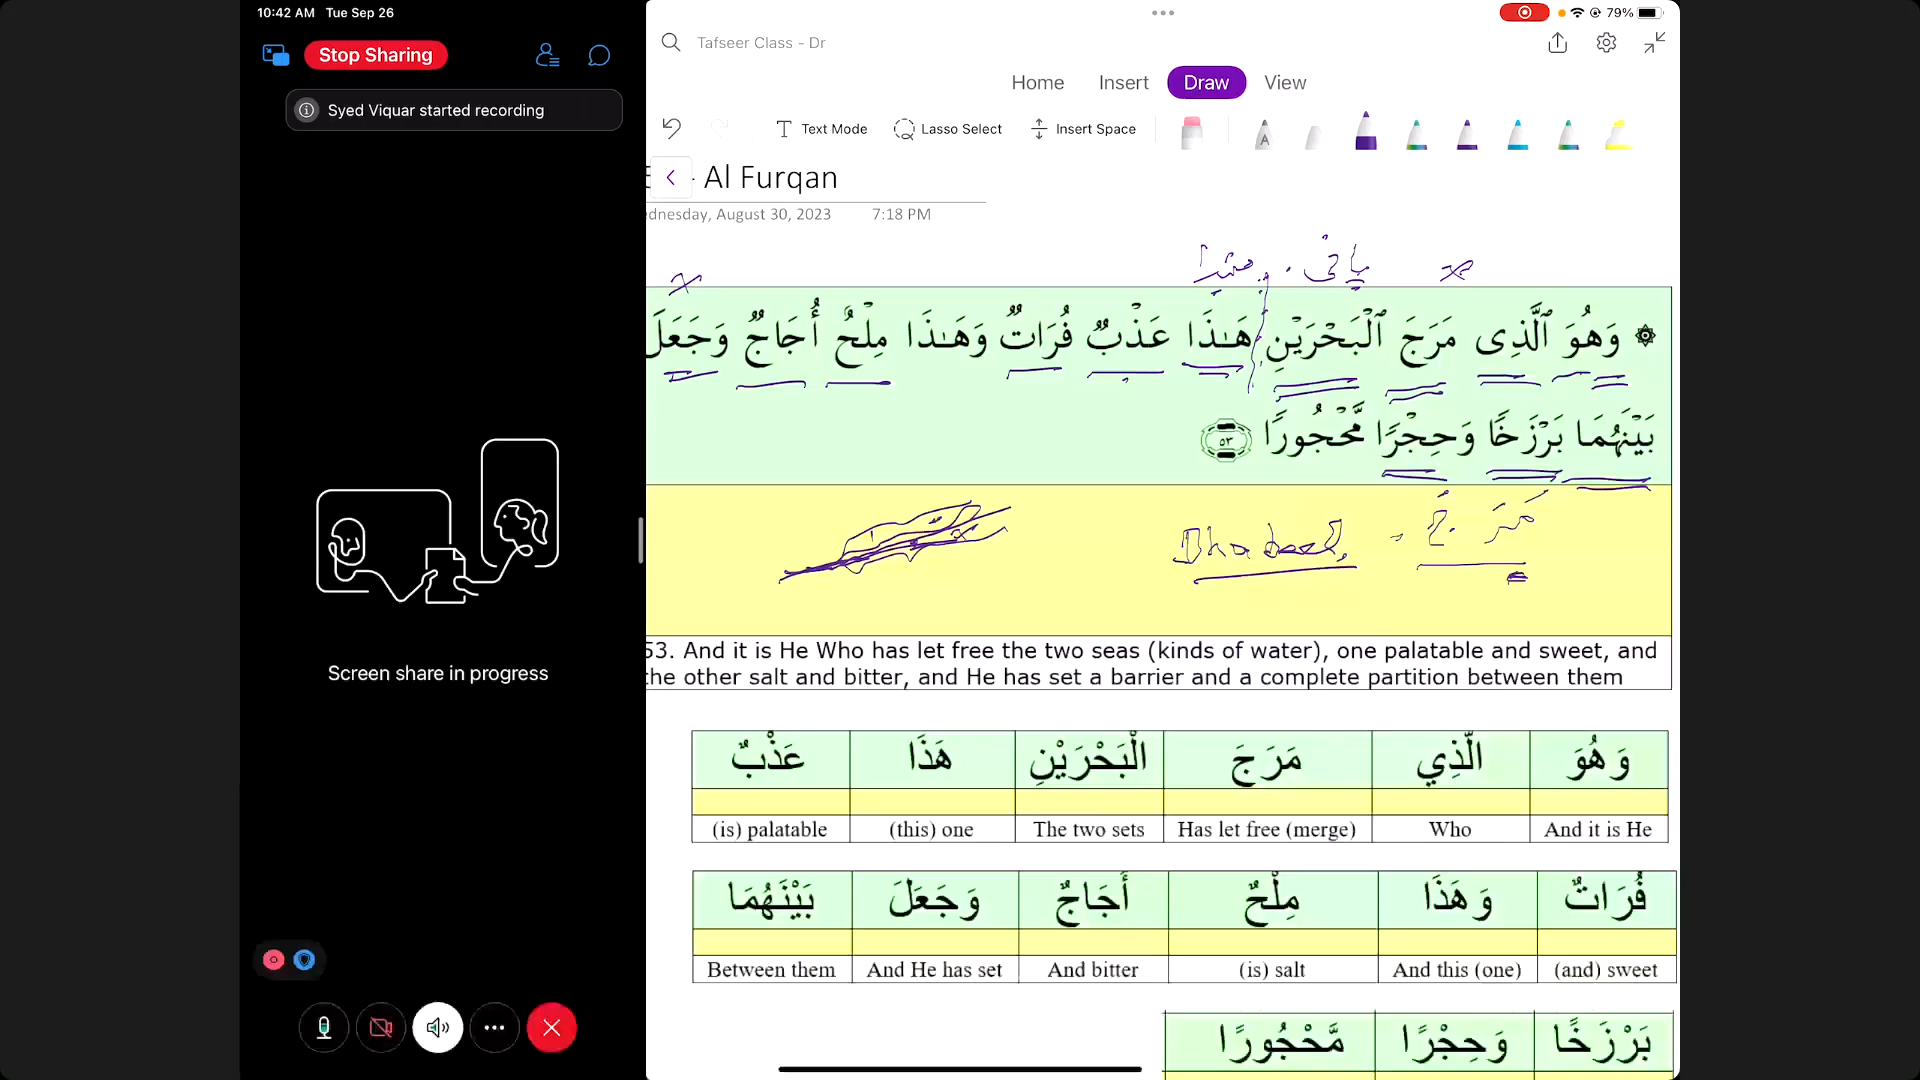 10:42 AM Tue Sep 26
Stop Sharing
Syed Viquar started recording
Screen share in progress
79%
Tafseer Class - Dr
Home Insert Draw View
Text Mode Lasso Select Insert Space
Al Furqan
ednesday, August 30, 2023 7:18 PM
۞ وَهُوَ ٱلَّذِى مَرَجَ ٱلْبَحْرَيْنِ هَـٰذَا عَذْبٌ فُرَاتٌ وَهَـٰذَا مِلْحٌ أُجَاجٌ وَجَعَلَ
بَيْنَهُمَا بَرْزَخًا وَحِجْرًا مَّحْجُورًا ٥٣
53. And it is He Who has let free the two seas (kinds of water), one palatable and sweet, and
the other salt and bitter, and He has set a barrier and a complete partition between them
وَهُوَ الَّذِي مَرَجَ الْبَحْرَيْنِ هَذَا عَذْبٌ
(is) palatable (this) one The two sets Has let free (merge) Who And it is He
فُرَاتٌ وَهَذَا مِلْحٌ أُجَاجٌ وَجَعَلَ بَيْنَهُمَا
Between them And He has set And bitter (is) salt And this (one) (and) sweet
بَرْزَخًا وَحِجْرًا مَّحْجُورًا